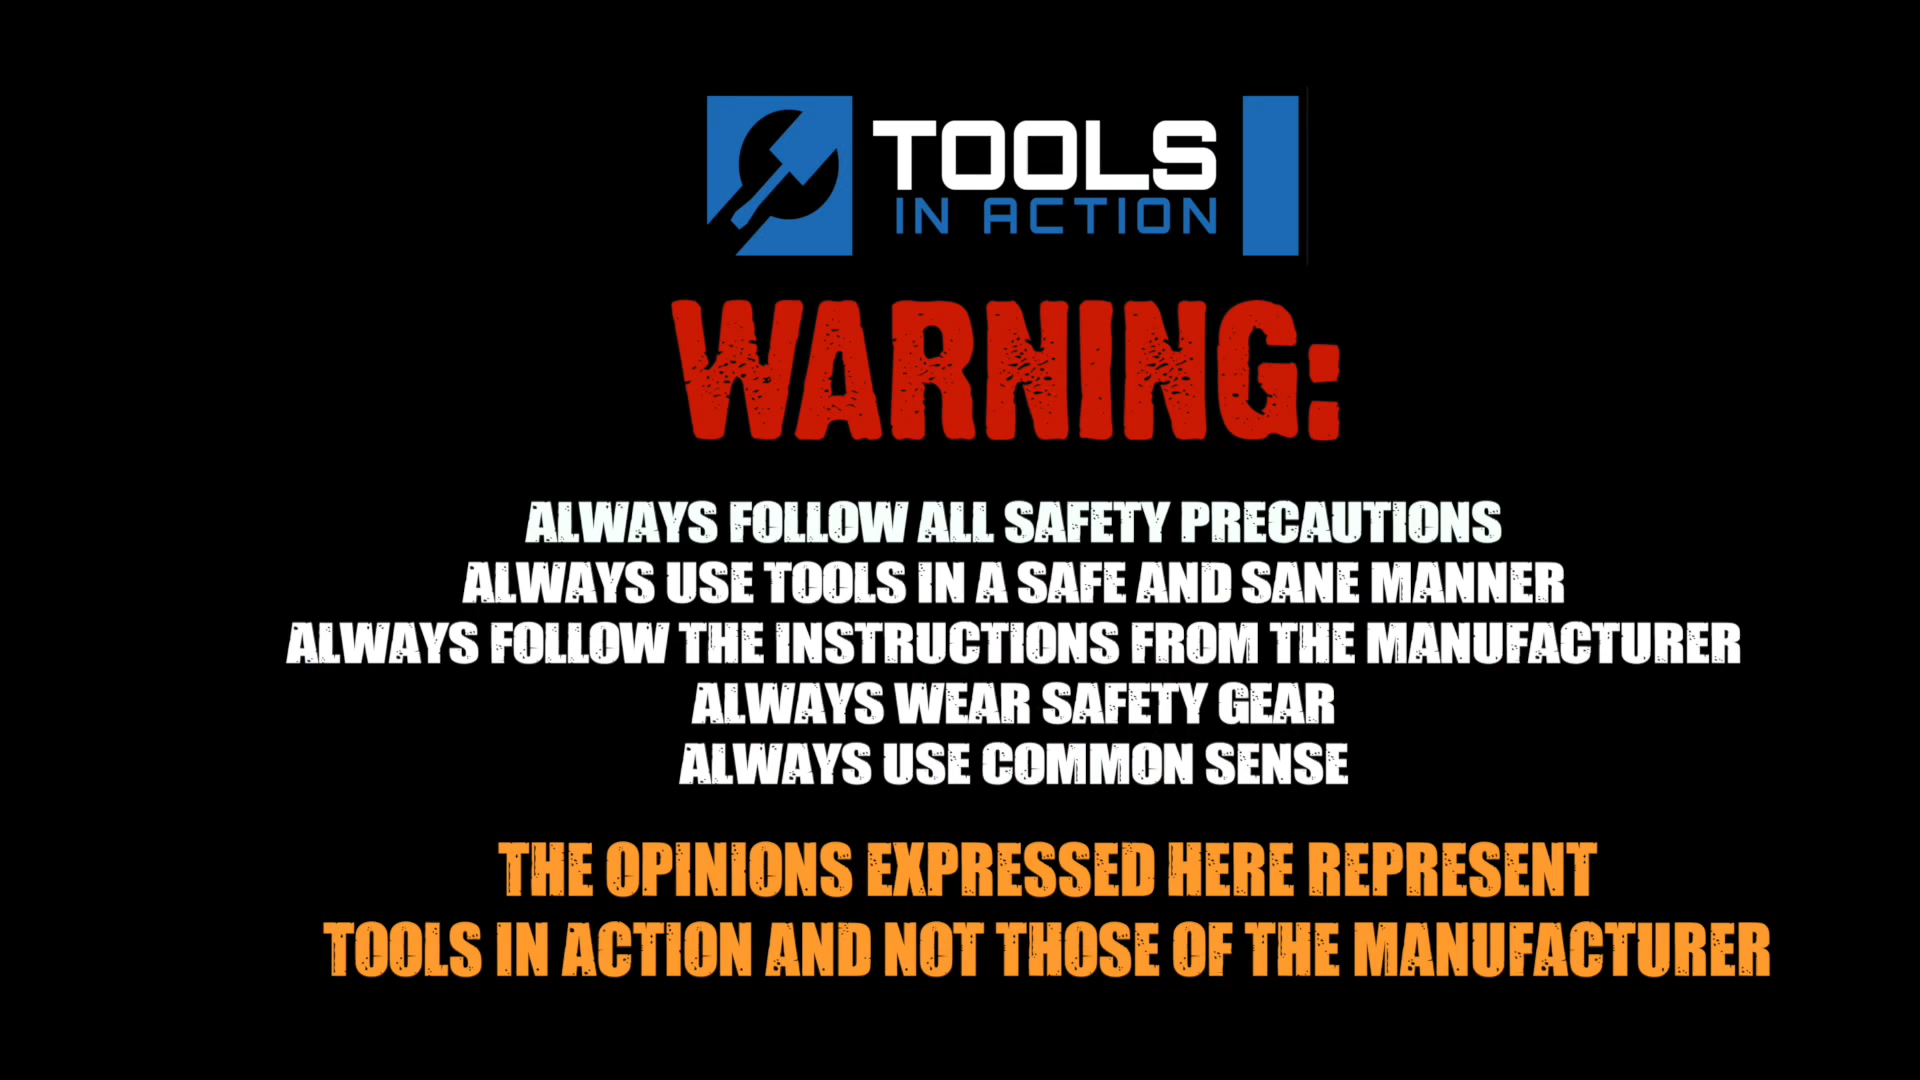 TOOLS
IN ACTION
WARNING:
ALWAYS FOLLOW ALL SAFETY PRECAUTIONS
ALWAYS USE TOOLS IN A SAFE AND SANE MANNER
ALWAYS FOLLOW THE INSTRUCTIONS FROM THE MANUFACTURER
ALWAYS WEAR SAFETY GEAR
ALWAYS USE COMMON SENSE
THE OPINIONS EXPRESSED HERE REPRESENT
TOOLS IN ACTION AND NOT THOSE OF THE MANUFACTURER